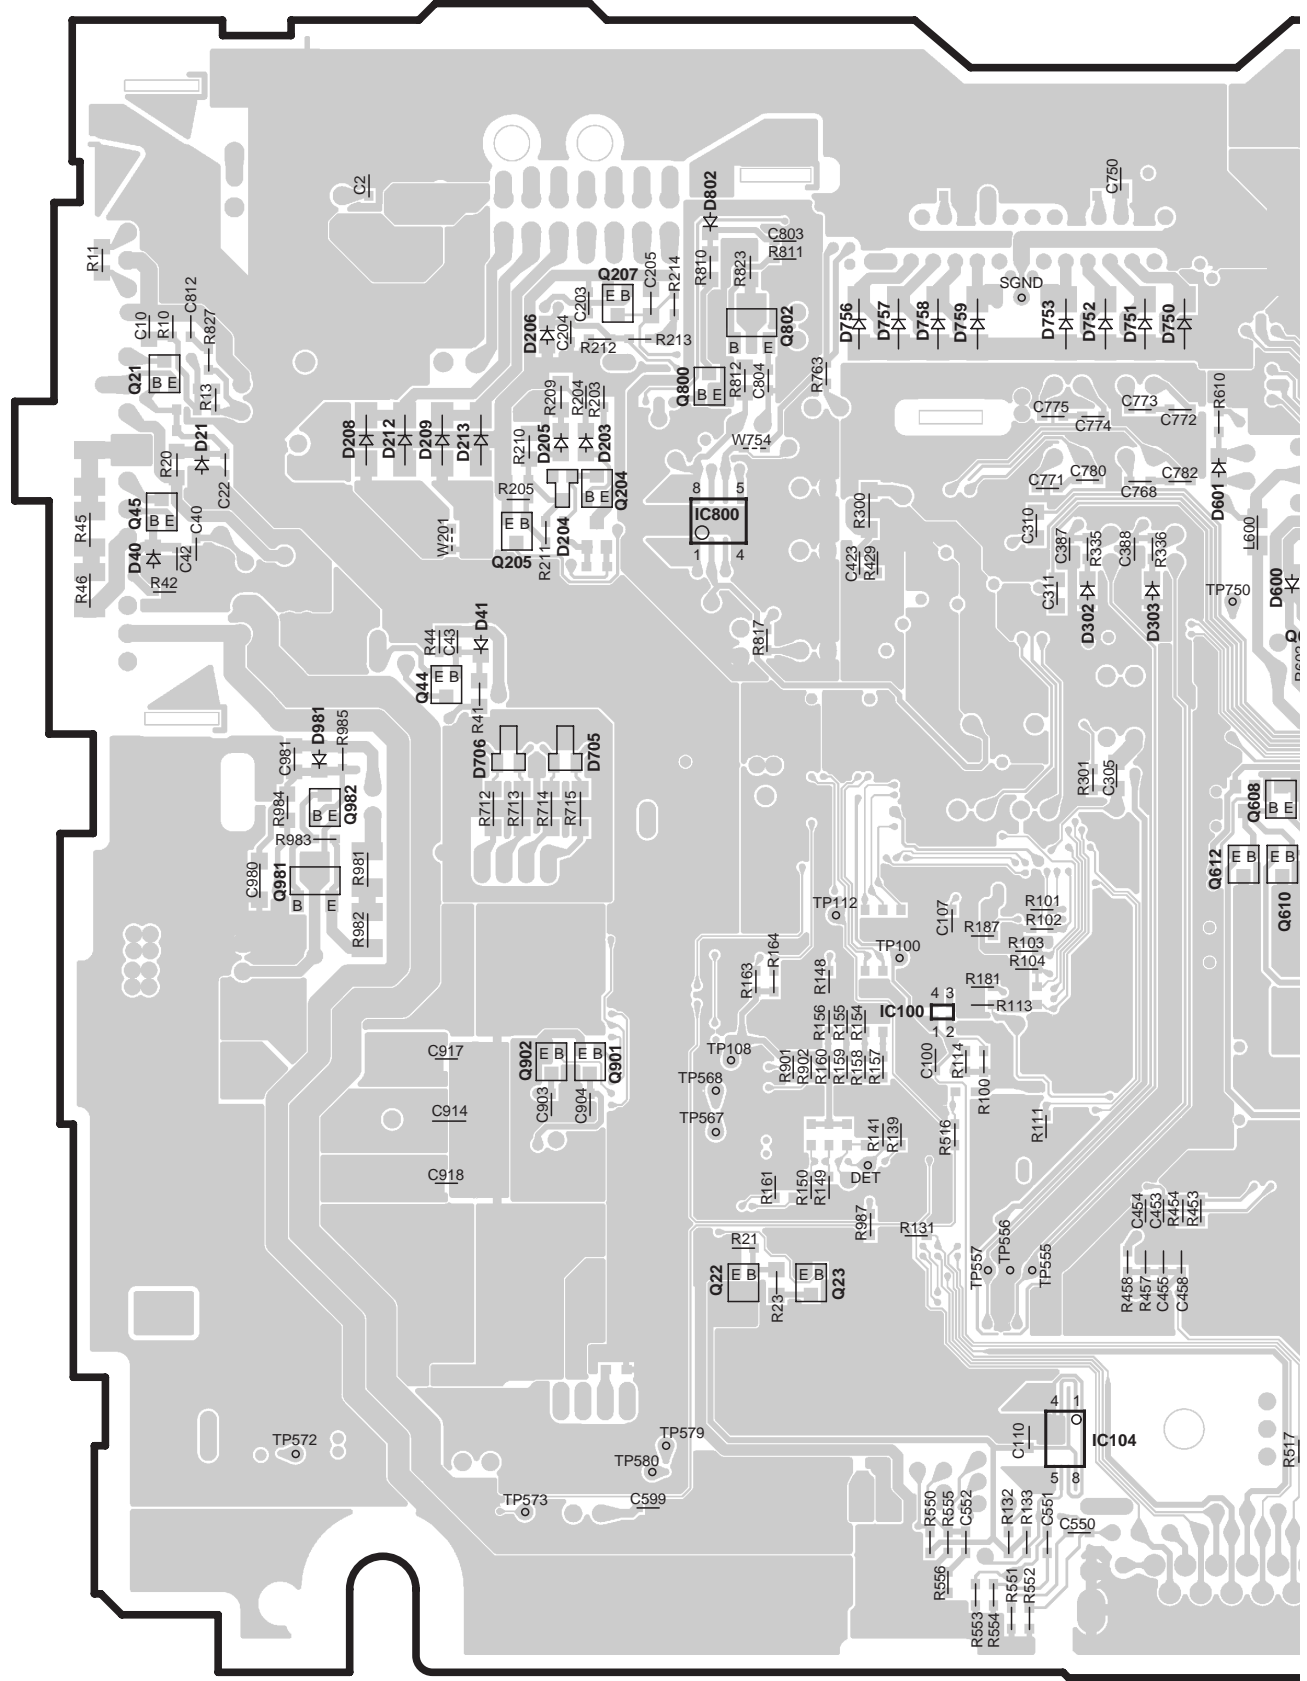 C2
C750
D802
C803
R811
R11
R810
R823
Q207
C205
R214
C203
SGND
C10
R10
C812
R827
D206
C204
E B
R212
R213
Q802
B E
D756
D757
D758
D759
D753
D752
D751
D750
Q21
B E
R13
R209
R204
R203
Q800
B E
R812
C804
R763
R610
C775
C774
C773
C772
D208
D212
D209
D213
R210
D205
D203
W754
R20
D21
C22
C771
C780
C768
C782
D601
R205
E B
D204
B E
Q204
8 5
IC800
1 4
R300
Q45
B E
C40
R45
D40
C42
R42
R46
W201
Q205
R211
C423
R429
C310
C387
R335
C388
R336
L600
C311
D302
D303
TP750
D600
R44
C43
D41
R817
Q44
E B
R41
C981
D981
R985
D706
D705
R984
B E
Q982
R712
R713
R714
R715
R301
C305
Q608
B E
R983
C980
Q981
B E
R981
R982
Q612
E B
E B
Q610
TP112
C107
R101
R102
R187
R103
R104
TP100
R163
R164
R148
R181
R113
4 3
IC100
1 2
R156
R155
R154
C917
Q902
E B
E B
Q901
TP108
R901
R902
R160
R159
R158
R157
C100
R114
R100
TP568
C903
C904
C914
TP567
R141
R139
R516
R111
DET
C918
R161
R150
R149
R987
R131
C454
C453
R454
R453
R21
Q22
E B
R23
E B
Q23
TP557
TP556
TP555
R458
R457
C455
C458
4 1
C110
IC104
5 8
TP572
TP579
TP580
R517
TP573
C599
R550
R555
C552
R132
R133
C551
C550
R556
R553
R554
R551
R552